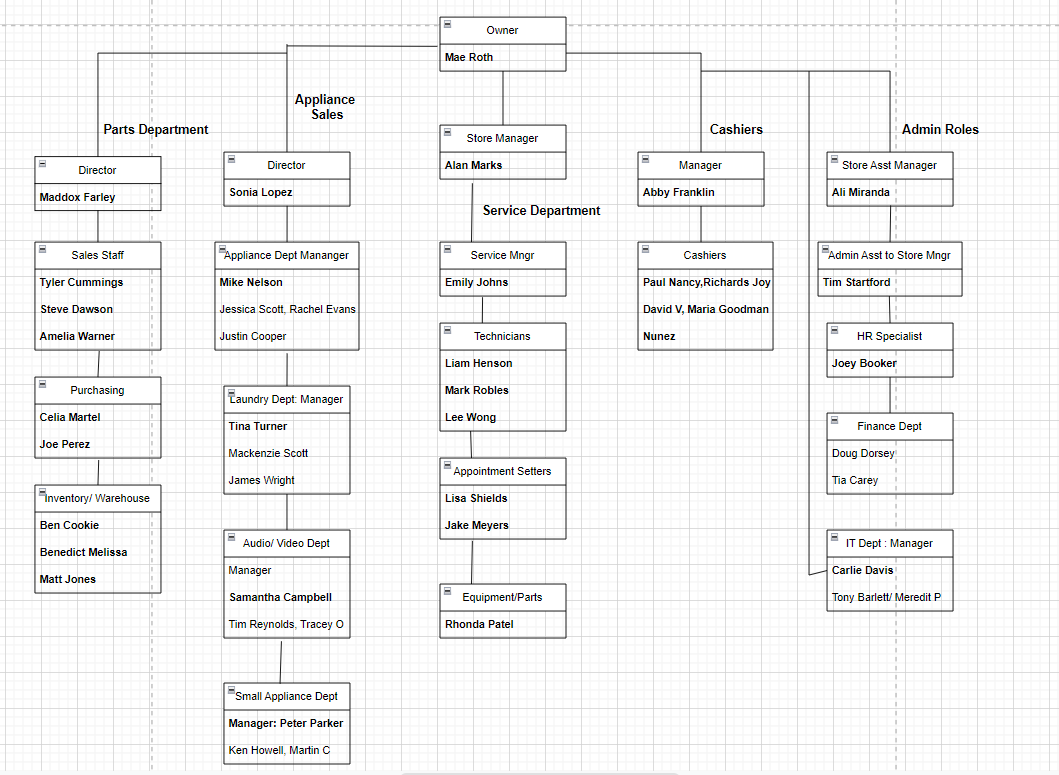 Owner
Mae Roth
Parts Department
Director
Maddox Farley
Sales Staff
Tyler Cummings
Steve Dawson
Amelia Warner
Purchasing
Celia Martel
Joe Perez
Inventory/ Warehouse
Ben Cookie
Benedict Melissa
Matt Jones
Appliance
Sales
Director
Sonia Lopez
Appliance Dept Mananger
Mike Nelson
Jessica Scott, Rachel Evans
Justin Cooper
Laundry Dept: Manager
Tina Turner
Mackenzie Scott
James Wright
Audio/ Video Dept
Manager
Samantha Campbell
Tim Reynolds, Tracey O
Small Appliance Dept
Manager: Peter Parker
Ken Howell, Martin C
Store Manager
Alan Marks
Service Department
Service Mngr
Emily Johns
Technicians
Liam Henson
Mark Robles
Lee Wong
Appointment Setters
Lisa Shields
Jake Meyers
Equipment/Parts
Rhonda Patel
Cashiers
Manager
Abby Franklin
Cashiers
Paul Nancy,Richards Joy
David V, Maria Goodman
Nunez
Admin Roles
Store Asst Manager
Ali Miranda
Admin Asst to Store Mngr
Tim Startford
HR Specialist
Joey Booker
Finance Dept
Doug Dorsey
Tia Carey
IT Dept : Manager
Carlie Davis
Tony Barlett/ Meredit P